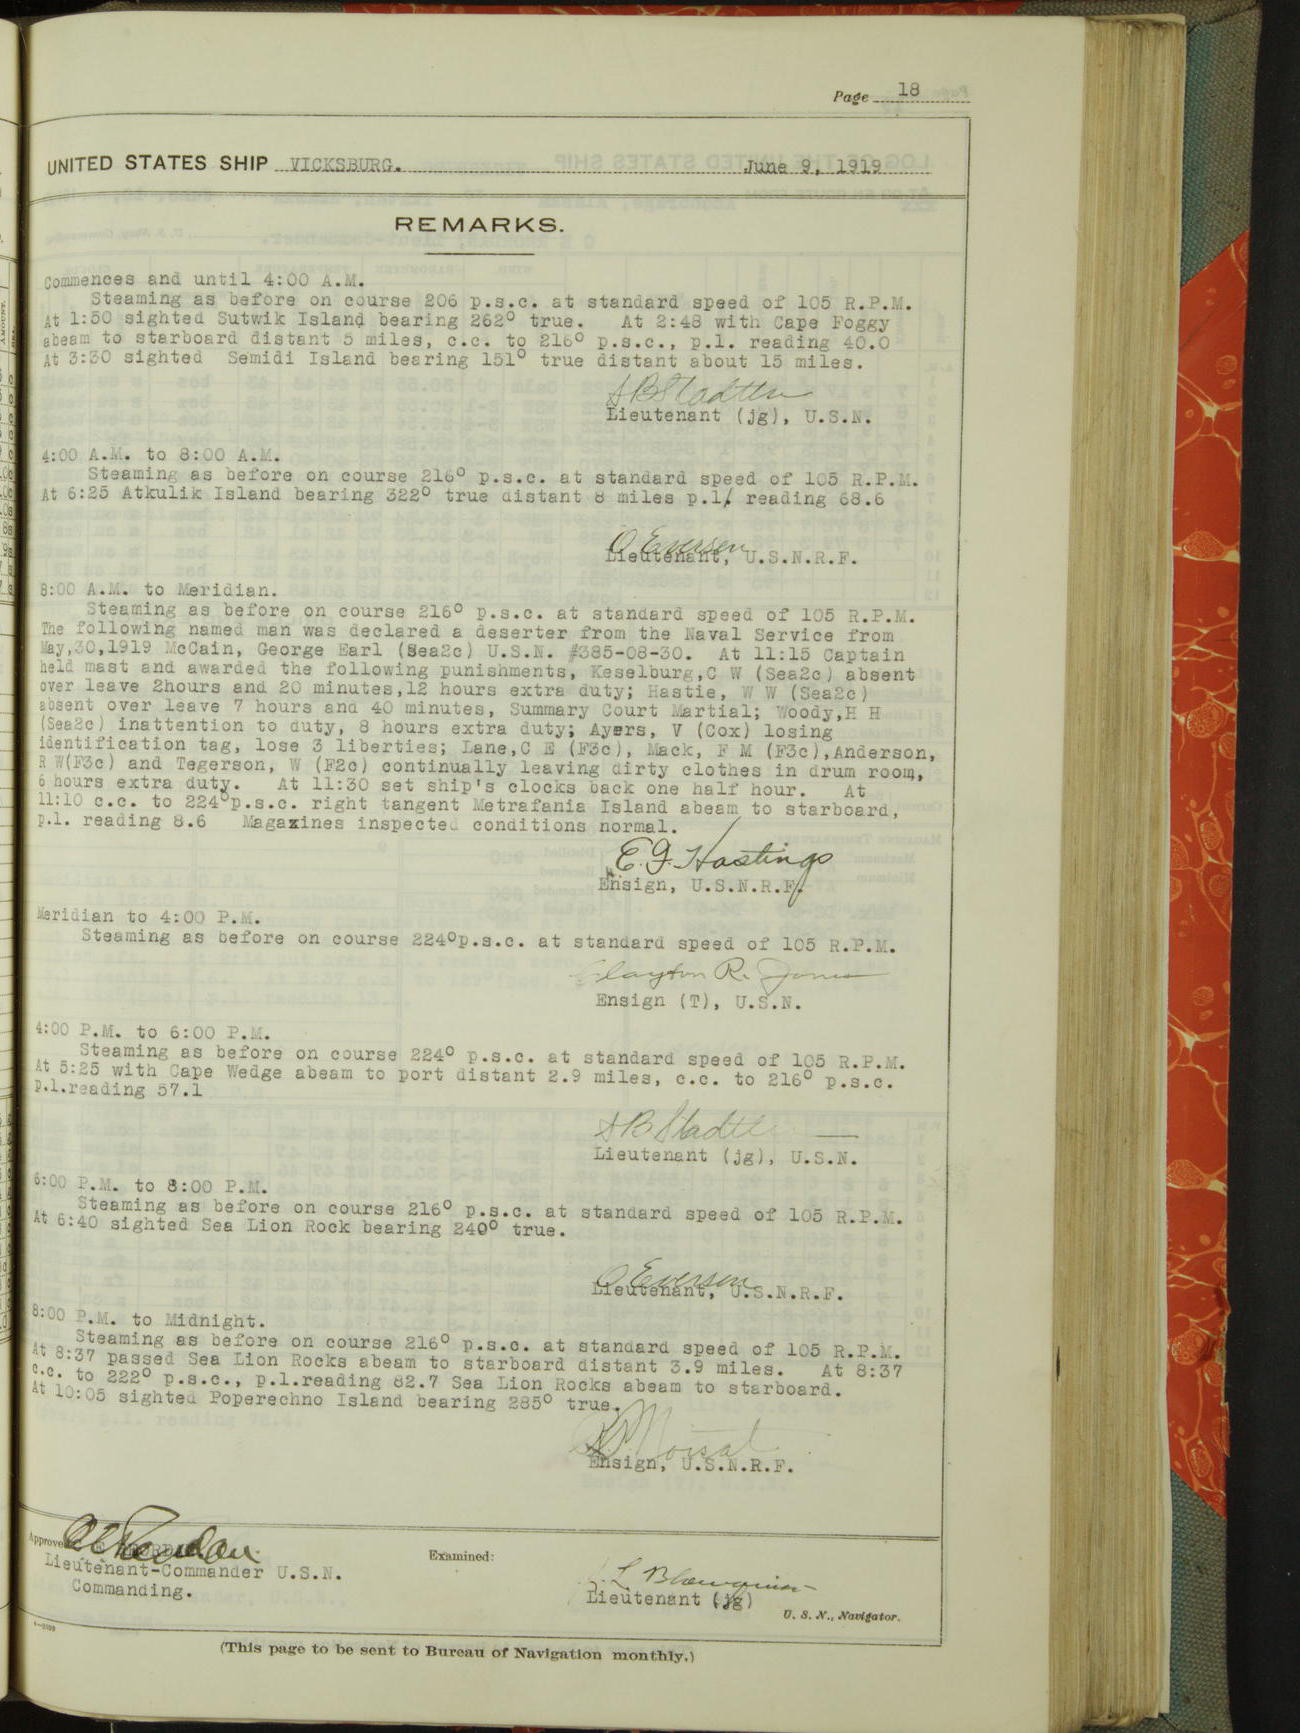 Page 18
UNITED STATES SHIP VICKSBURG. June 9, 1919
REMARKS.
Commences and until 4:00 A.M.
Steaming as before on course 206 p.s.c. at standard speed of 105 R.P.M.
At 1:50 sighted Sutwik Island bearing 262° true. At 2:48 with Cape Foggy
abeam to starboard distant 5 miles, c.c. to 216° p.s.c., p.l. reading 40.0
At 3:30 sighted Semidi Island bearing 151° true distant about 15 miles.
Lieutenant (jg), U.S.N.
4:00 A.M. to 8:00 A.M.
Steaming as before on course 216° p.s.c. at standard speed of 105 R.P.M.
At 6:25 Atkulik Island bearing 322° true distant 8 miles p.l. reading 68.6
O Evensen
Lieutenant, U.S.N.R.F.
8:00 A.M. to Meridian.
Steaming as before on course 216° p.s.c. at standard speed of 105 R.P.M.
The following named man was declared a deserter from the Naval Service from
May,30,1919 McCain, George Earl (Sea2c) U.S.N. #385-08-30. At 11:15 Captain
held mast and awarded the following punishments, Keselburg,C W (Sea2c) absent
over leave 2hours and 20 minutes,12 hours extra duty; Hastie, W W (Sea2c)
absent over leave 7 hours and 40 minutes, Summary Court Martial; Woody,H H
(Sea2c) inattention to duty, 8 hours extra duty; Ayers, V (Cox) losing
identification tag, lose 3 liberties; Lane,C E (F3c), Mack, F M (F3c),Anderson,
R W(F3c) and Tegerson, W (F2c) continually leaving dirty clothes in drum room,
6 hours extra duty. At 11:30 set ship's clocks back one half hour. At
11:10 c.c. to 224°p.s.c. right tangent Metrafania Island abeam to starboard,
p.l. reading 8.6 Magazines inspected conditions normal.
E. G. Hastings
Ensign, U.S.N.R.F.
Meridian to 4:00 P.M.
Steaming as before on course 224°p.s.c. at standard speed of 105 R.P.M.
Clayton R. Jones
Ensign (T), U.S.N.
4:00 P.M. to 6:00 P.M.
Steaming as before on course 224° p.s.c. at standard speed of 105 R.P.M.
At 5:25 with Cape Wedge abeam to port distant 2.9 miles, c.c. to 216° p.s.c.
p.l.reading 57.1
Lieutenant (jg), U.S.N.
6:00 P.M. to 8:00 P.M.
Steaming as before on course 216° p.s.c. at standard speed of 105 R.P.M.
At 6:40 sighted Sea Lion Rock bearing 240° true.
O Evensen
Lieutenant, U.S.N.R.F.
8:00 P.M. to Midnight.
Steaming as before on course 216° p.s.c. at standard speed of 105 R.P.M.
At 8:37 passed Sea Lion Rocks abeam to starboard distant 3.9 miles. At 8:37
c.c. to 222° p.s.c., p.l.reading 82.7 Sea Lion Rocks abeam to starboard.
At 10:05 sighted Poperechno Island bearing 285° true.
Ensign, U.S.N.R.F.
Approved
Lieutenant-Commander U.S.N.
Commanding.
Examined:
Lieutenant (jg)
U. S. N., Navigator.
(This page to be sent to Bureau of Navigation monthly.)